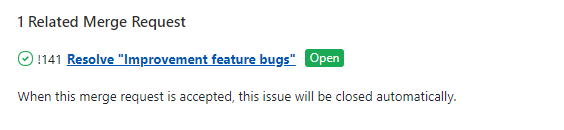 1 Related Merge Request
!141 Resolve "Improvement feature bugs" Open
When this merge request is accepted, this issue will be closed automatically.